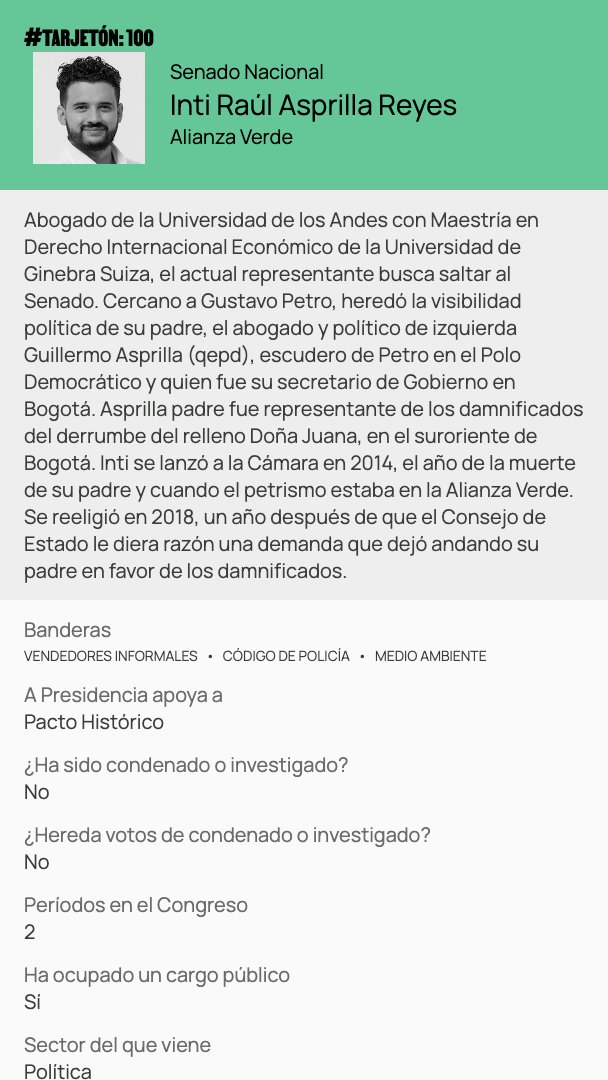 #TARJETÓN: 100
Senado Nacional
Inti Raúl Asprilla Reyes
Alianza Verde
Abogado de la Universidad de los Andes con Maestría en
Derecho Internacional Económico de la Universidad de
Ginebra Suiza, el actual representante busca saltar al
Senado. Cercano a Gustavo Petro, heredó la visibilidad
política de su padre, el abogado y político de izquierda
Guillermo Asprilla (qepd), escudero de Petro en el Polo
Democrático y quien fue su secretario de Gobierno en
Bogotá. Asprilla padre fue representante de los damnificados
del derrumbe del relleno Doña Juana, en el suroriente de
Bogotá. Inti se lanzó a la Cámara en 2014, el año de la muerte
de su padre y cuando el petrismo estaba en la Alianza Verde.
Se reeligió en 2018, un año después de que el Consejo de
Estado le diera razón una demanda que dejó andando su
padre en favor de los damnificados.
Banderas
VENDEDORES INFORMALES • CÓDIGO DE POLICÍA • MEDIO AMBIENTE
A Presidencia apoya a
Pacto Histórico
¿Ha sido condenado o investigado?
No
¿Hereda votos de condenado o investigado?
No
Períodos en el Congreso
2
Ha ocupado un cargo público
Sí
Sector del que viene
Política